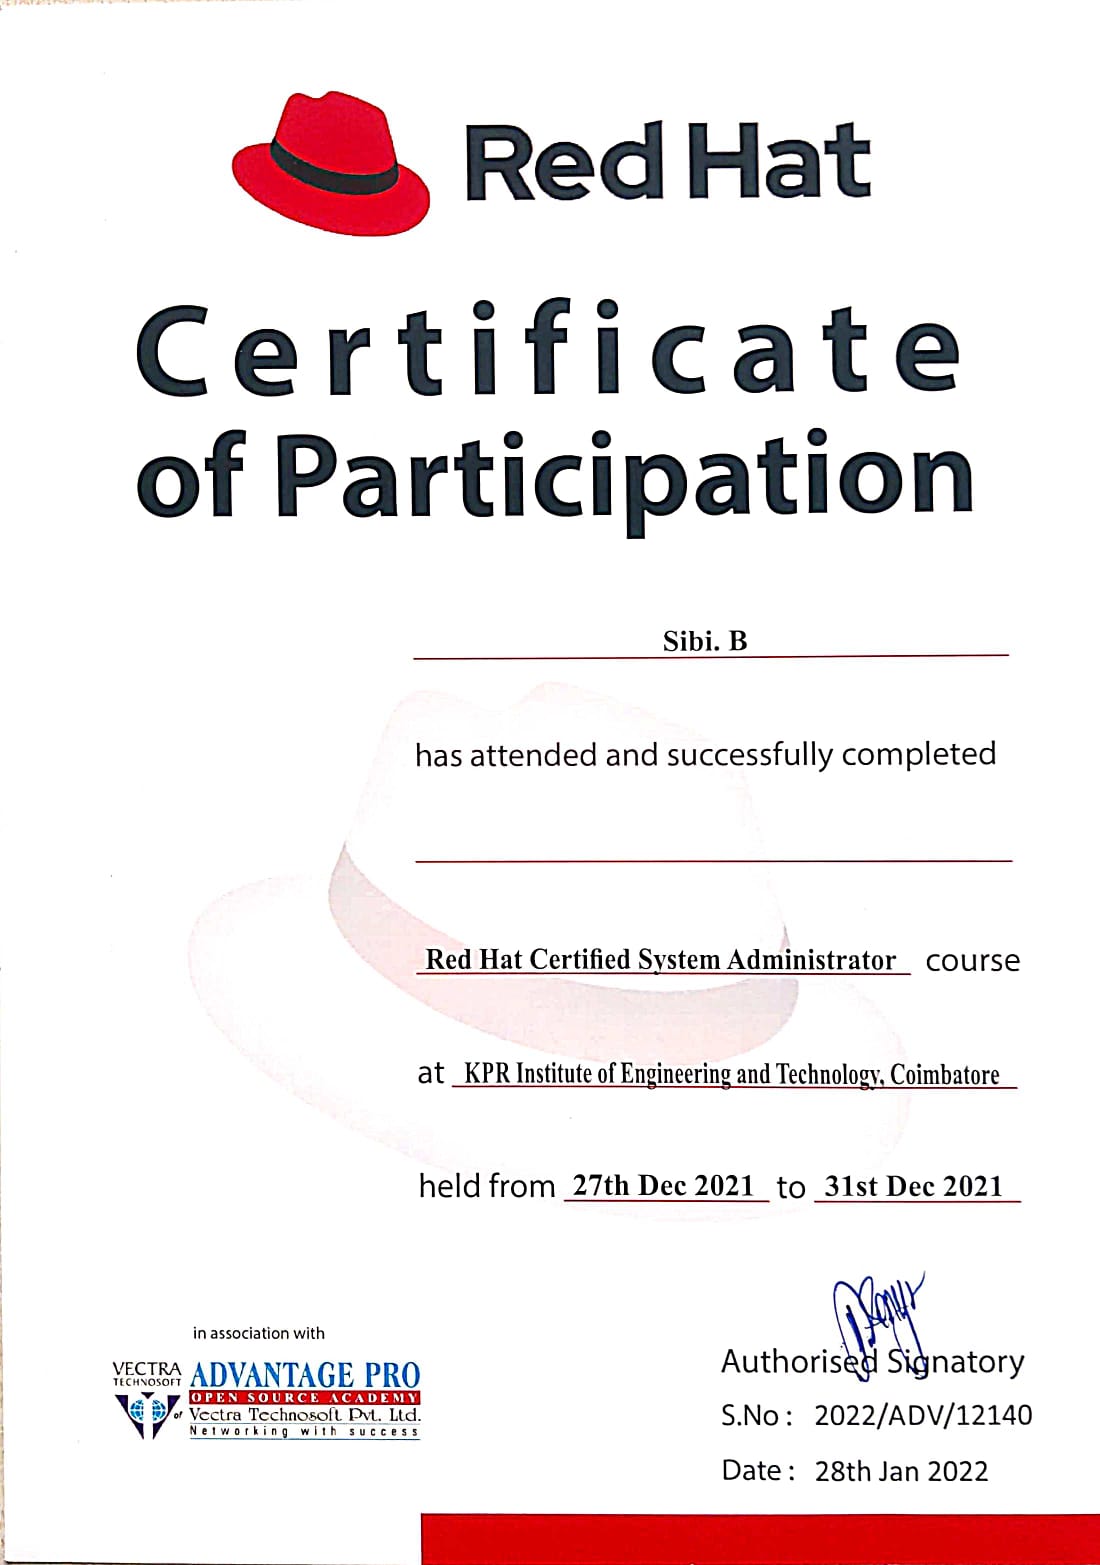 Red Hat
Certificate
of Participation
Sibi. B
has attended and successfully completed
Red Hat Certified System Administrator course
at KPR Institute of Engineering and Technology, Coimbatore
held from 27th Dec 2021 to 31st Dec 2021
in association with
VECTRA
TECHNOSOFT
ADVANTAGE PRO
OPEN SOURCE ACADEMY
of Vectra Technosoft Pvt. Ltd.
Networking with success
Authorised Signatory
S.No : 2022/ADV/12140
Date : 28th Jan 2022